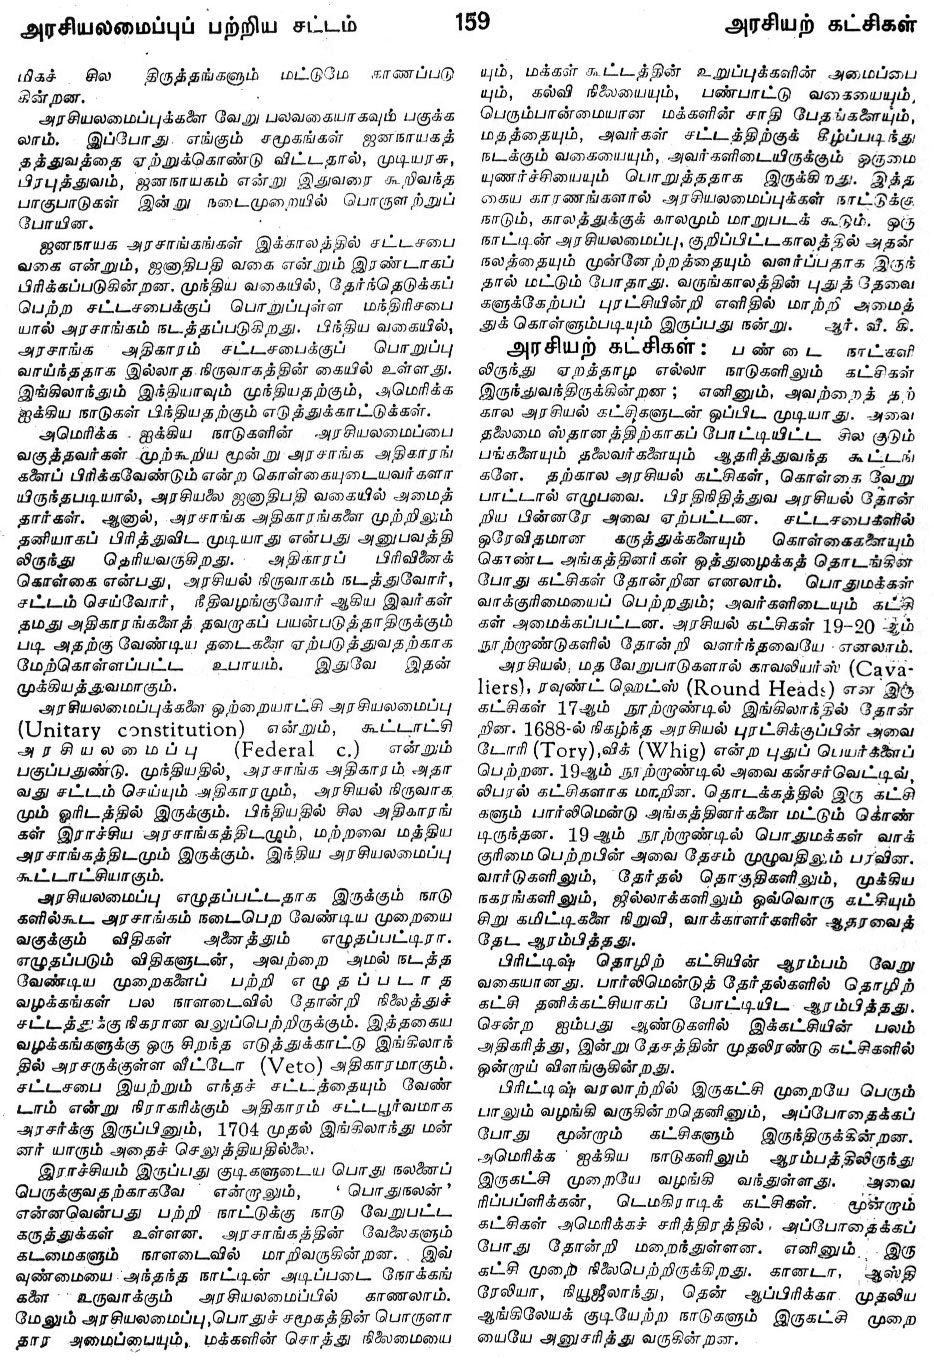 அரசியலமைப்புப் பற்றிய சட்டம்
159
அரசியற் கட்சிகள்
மிகச் சில திருத்தங்களும் மட்டுமே காணப்படு
கின்றன.
அரசியலமைப்புக்களை வேறு பலவகையாகவும் பகுக்க
லாம். இப்போது எங்கும் சமூகங்கள் ஜனநாயகத்
தத்துவத்தை ஏற்றுக்கொண்டு விட்டதால், முடியரசு,
பிரபுத்துவம், ஜனநாயகம் என்று இதுவரை கூறிவந்த
பாகுபாடுகள் இன்று நடைமுறையில் பொருளற்றுப்
போயின.
ஜனநாயக அரசாங்கங்கள் இக்காலத்தில் சட்டசபை
வகை என்றும், ஜனாதிபதி வகை என்றும் இரண்டாகப்
பிரிக்கப்படுகின்றன. முந்திய வகையில், தேர்ந்தெடுக்கப்
பெற்ற சட்டசபைக்குப் பொறுப்புள்ள மந்திரிசபை
யால் அரசாங்கம் நடத்தப்படுகிறது. பிந்திய வகையில்,
அரசாங்க அதிகாரம் சட்டசபைக்குப் பொறுப்பு
வாய்ந்ததாக இல்லாத நிருவாகத்தின் கையில் உள்ளது.
இங்கிலாந்தும் இந்தியாவும் முந்தியதற்கும், அமெரிக்க
ஐக்கிய நாடுகள் பிந்தியதற்கும் எடுத்துக்காட்டுக்கள்.
அமெரிக்க ஐக்கிய நாடுகளின் அரசியலமைப்பை
வகுத்தவர்கள் முற்கூறிய மூன்று அரசாங்க அதிகாரங்
களைப் பிரிக்கவேண்டும் என்ற கொள்கையுடையவர்களா
யிருந்தபடியால், அரசியலை ஜனாதிபதி வகையில் அமைத்
தார்கள். ஆனால், அரசாங்க அதிகாரங்களை முற்றிலும்
தனியாகப் பிரித்துவிட முடியாது என்பது அனுபவத்தி
லிருந்து தெரியவருகிறது. அதிகாரப் பிரிவினைக்
கொள்கை என்பது, அரசியல் நிருவாகம் நடத்துவோர்,
சட்டம் செய்வோர், நீதிவழங்குவோர் ஆகிய இவர்கள்
தமது அதிகாரங்களைத் தவறாகப் பயன்படுத்தாதிருக்கும்
படி அதற்கு வேண்டிய தடைகளை ஏற்படுத்துவதற்காக
மேற்கொள்ளப்பட்ட உபாயம். இதுவே இதன்
முக்கியத்துவமாகும்.
அரசியலமைப்புக்களை ஒற்றையாட்சி அரசியலமைப்பு
(Unitary constitution) என்றும், கூட்டாட்சி
அரசியலமைப்பு (Federal c.) என்றும்
பகுப்பதுண்டு. முந்தியதில், அரசாங்க அதிகாரம் அதா
வது சட்டம் செய்யும் அதிகாரமும், அரசியல் நிருவாக
மும் ஓரிடத்தில் இருக்கும். பிந்தியதில் சில அதிகாரங்
கள் இராச்சிய அரசாங்கத்திடமும், மற்றவை மத்திய
அரசாங்கத்திடமும் இருக்கும். இந்திய அரசியலமைப்பு
கூட்டாட்சியாகும்.
அரசியலமைப்பு எழுதப்பட்டதாக இருக்கும் நாடு
களில்கூட அரசாங்கம் நடைபெற வேண்டிய முறையை
வகுக்கும் விதிகள் அனைத்தும் எழுதப்பட்டிரா.
எழுதப்படும் விதிகளுடன், அவற்றை அமல் நடத்த
வேண்டிய முறைகளைப் பற்றி எழுதப்படாத
வழக்கங்கள் பல நாளடைவில் தோன்றி நிலைத்துச்
சட்டத்துக்கு நிகரான வலுப்பெற்றிருக்கும். இத்தகைய
வழக்கங்களுக்கு ஒரு சிறந்த எடுத்துக்காட்டு இங்கிலாந்
தில் அரசருக்குள்ள வீட்டோ (Veto) அதிகாரமாகும்.
சட்டசபை இயற்றும் எந்தச் சட்டத்தையும் வேண்
டாம் என்று நிராகரிக்கும் அதிகாரம் சட்டபூர்வமாக
அரசர்க்கு இருப்பினும், 1704 முதல் இங்கிலாந்து மன்
னர் யாரும் அதைச் செலுத்தியதில்லை.
இராச்சியம் இருப்பது குடிகளுடைய பொது நலனைப்
பெருக்குவதற்காகவே என்றாலும், ‘பொதுநலன்’
என்னவென்பது பற்றி நாட்டுக்கு நாடு வேறுபட்ட
கருத்துக்கள் உள்ளன. அரசாங்கத்தின் வேலைகளும்
கடமைகளும் நாளடைவில் மாறிவருகின்றன. இவ்
வுண்மையை அந்தந்த நாட்டின் அடிப்படை நோக்கங்
களை உருவாக்கும் அரசியலமைப்பில் காணலாம்.
மேலும் அரசியலமைப்பு,பொதுச் சமூகத்தின் பொருளா
தார அமைப்பையும், மக்களின் சொத்து நிலைமையை
யும், மக்கள் கூட்டத்தின் உறுப்புக்களின் அமைப்பை
யும், கல்வி நிலையையும், பண்பாட்டு வகையையும்,
பெரும்பான்மையான மக்களின் சாதி பேதங்களையும்,
மதத்தையும், அவர்கள் சட்டத்திற்குக் கீழ்ப்படிந்து
நடக்கும் வகையையும், அவர்களிடையிருக்கும் ஒருமை
யுணர்ச்சியையும் பொறுத்ததாக இருக்கிறது. இத்த
கைய காரணங்களால் அரசியலமைப்புக்கள் நாட்டுக்கு
நாடும், காலத்துக்குக் காலமும் மாறுபடக் கூடும். ஒரு
நாட்டின் அரசியலமைப்பு, குறிப்பிட்டகாலத்தில் அதன்
நலத்தையும் முன்னேற்றத்தையும் வளர்ப்பதாக இருந்
தால் மட்டும் போதாது. வருங்காலத்தின் புதுத் தேவை
களுக்கேற்பப் புரட்சியின்றி எளிதில் மாற்றி அமைத்
துக் கொள்ளும்படியும் இருப்பது நன்று. ஆர். வீ. கி.
அரசியற் கட்சிகள்: பண்டை நாட்களி
லிருந்து ஏறத்தாழ எல்லா நாடுகளிலும் கட்சிகள்
இருந்துவந்திருக்கின்றன; எனினும், அவற்றைத் தற்
கால அரசியல் கட்சிகளுடன் ஒப்பிட முடியாது. அவை
தலைமை ஸ்தானத்திற்காகப் போட்டியிட்ட சில குடும்
பங்களையும் தலைவர்களையும் ஆதரித்துவந்த கூட்டங்
களே. தற்கால அரசியல் கட்சிகள், கொள்கை வேறு
பாட்டால் எழுபவை. பிரதிநிதித்துவ அரசியல் தோன்
றிய பின்னரே அவை ஏற்பட்டன. சட்டசபைகளில்
ஒரேவிதமான கருத்துக்களையும் கொள்கைகளையும்
கொண்ட அங்கத்தினர்கள் ஒத்துழைக்கத் தொடங்கின
போது கட்சிகள் தோன்றின எனலாம். பொதுமக்கள்
வாக்குரிமையைப் பெற்றதும்; அவர்களிடையும் கட்சி
கள் அமைக்கப்பட்டன. அரசியல் கட்சிகள் 19-20 ஆம்
நூற்றாண்டுகளில் தோன்றி வளர்ந்தவையே எனலாம்.
அரசியல், மத வேறுபாடுகளால் காவலியர்ஸ் (Cava-
liers), ரவுண்ட் ஹெட்ஸ் (Round Heads) என இரு
கட்சிகள் 17ஆம் நூற்றாண்டில் இங்கிலாந்தில் தோன்
றின. 1688-ல் நிகழ்ந்த அரசியல் புரட்சிக்குப்பின் அவை
டோரி (Tory),விக் (Whig) என்ற புதுப் பெயர்களைப்
பெற்றன. 19ஆம் நூற்றாண்டில் அவை கன்சர்வெட்டிவ்,
லிபரல் கட்சிகளாக மாறின. தொடக்கத்தில் இரு கட்சி
களும் பார்லிமென்டு அங்கத்தினர்களை மட்டும் கொண்
டிருந்தன. 19 ஆம் நூற்றாண்டில் பொதுமக்கள் வாக்
குரிமை பெற்றபின் அவை தேசம் முழுவதிலும் பரவின.
வார்டுகளிலும், தேர்தல் தொகுதிகளிலும், முக்கிய
நகரங்களிலும், ஜில்லாக்களிலும் ஒவ்வொரு கட்சியும்
சிறு கமிட்டிகளை நிறுவி, வாக்காளர்களின் ஆதரவைத்
தேட ஆரம்பித்தது.
பிரிட்டிஷ் தொழிற் கட்சியின் ஆரம்பம் வேறு
வகையானது. பார்லிமென்டுத் தேர்தல்களில் தொழிற்
கட்சி தனிக்கட்சியாகப் போட்டியிட ஆரம்பித்தது.
சென்ற ஐம்பது ஆண்டுகளில் இக்கட்சியின் பலம்
அதிகரித்து, இன்று தேசத்தின் முதலிரண்டு கட்சிகளில்
ஒன்றாய் விளங்குகின்றது.
பிரிட்டிஷ் வரலாற்றில் இருகட்சி முறையே பெரும்
பாலும் வழங்கி வருகின்றதெனினும், அப்போதைக்கப்
போது மூன்றாம் கட்சிகளும் இருந்திருக்கின்றன.
அமெரிக்க ஐக்கிய நாடுகளிலும் ஆரம்பத்திலிருந்து
இருகட்சி முறையே வழங்கி வந்துள்ளது. அவை
ரிப்பப்ளிக்கன், டெமகிராடிக் கட்சிகள். மூன்றாம்
கட்சிகள் அமெரிக்கச் சரித்திரத்தில், அப்போதைக்கப்
போது தோன்றி மறைந்துள்ளன. எனினும் இரு
கட்சி முறை நிலைபெற்றிருக்கிறது. கானடா, ஆஸ்தி
ரேலியா, நியூஜீலாந்து, தென் ஆப்பிரிக்கா முதலிய
ஆங்கிலேயக் குடியேற்ற நாடுகளும் இருகட்சி முறை
யையே அனுசரித்து வருகின்றன.